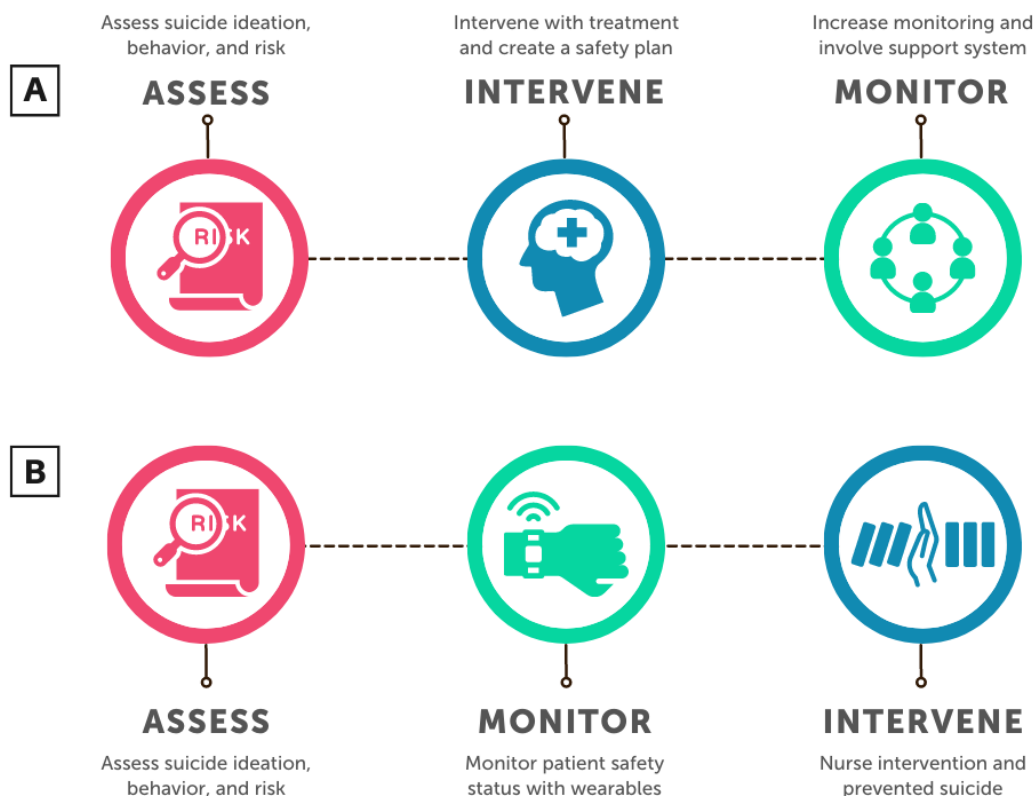 Assess suicide ideation,
behavior, and risk
Intervene with treatment
and create a safety plan
Increase monitoring and
involve support system
A
ASSESS
INTERVENE
MONITOR
RISK
B
RISK
ASSESS
MONITOR
INTERVENE
Assess suicide ideation,
behavior, and risk
Monitor patient safety
status with wearables
Nurse intervention and
prevented suicide